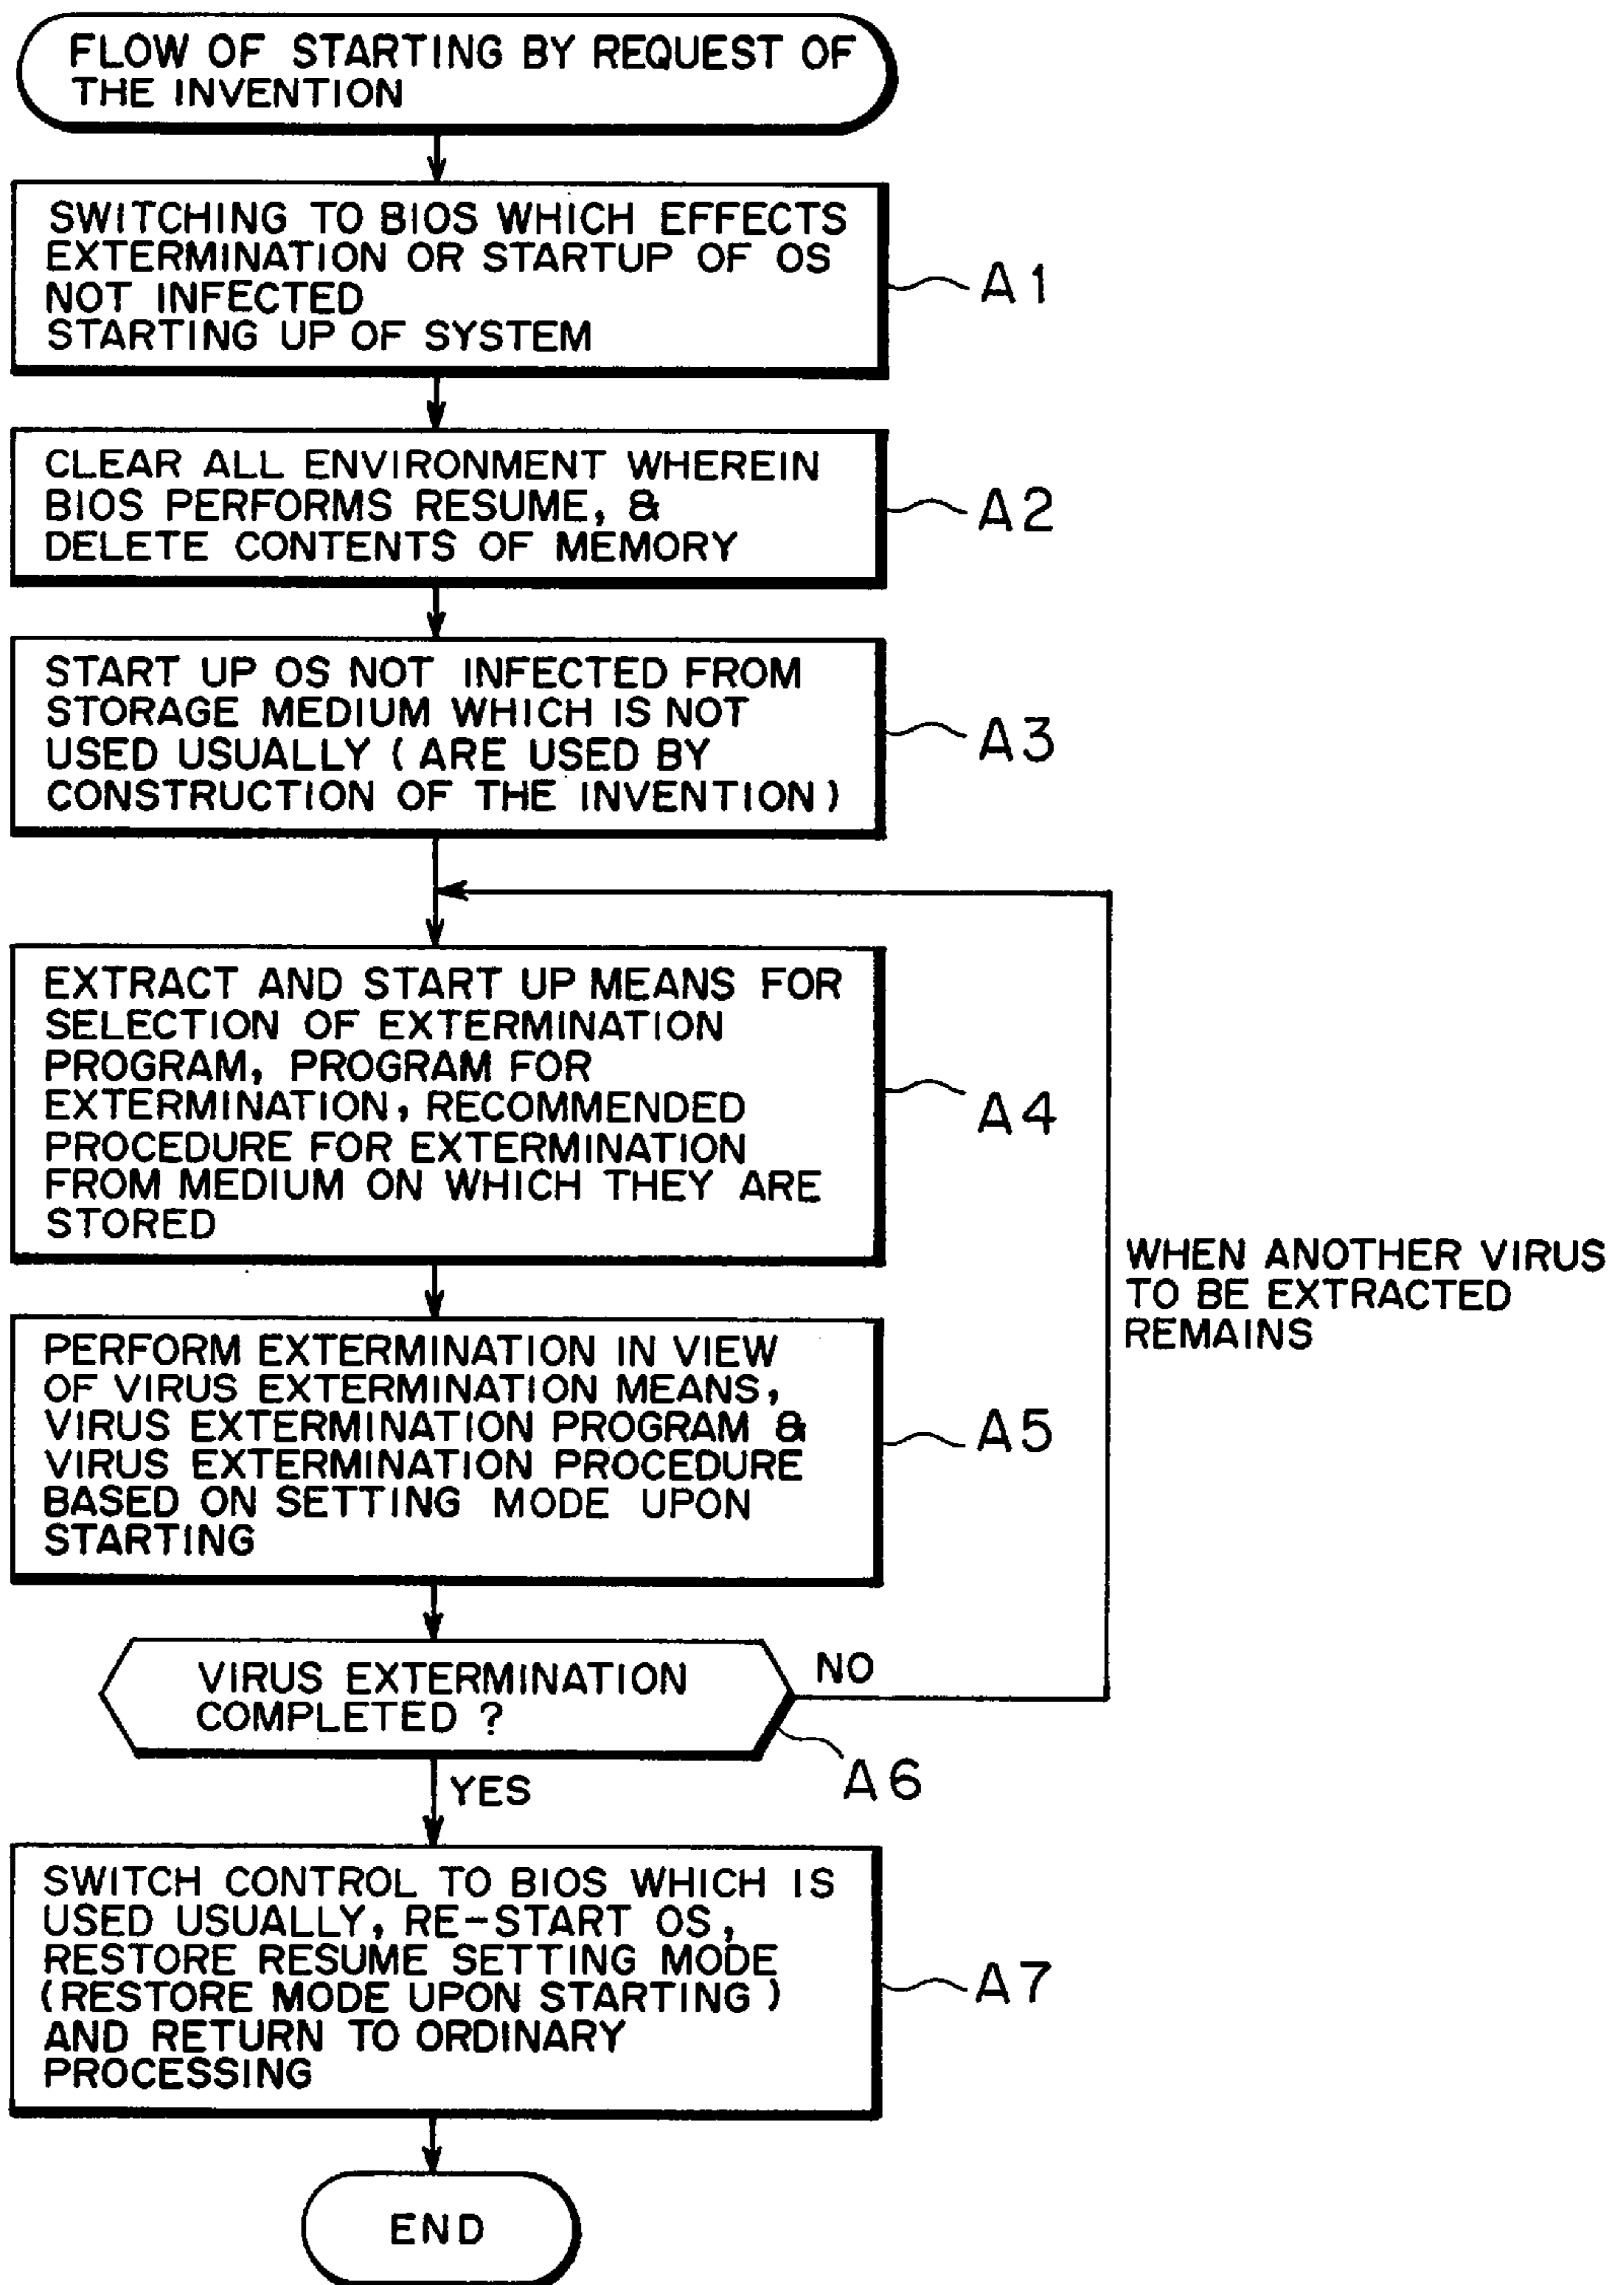 FLOW OF STARTING BY REQUEST OF
THE INVENTION
SWITCHING TO BIOS WHICH EFFECTS
EXTERMINATION OR STARTUP OF OS
NOT INFECTED
STARTING UP OF SYSTEM
A1
CLEAR ALL ENVIRONMENT WHEREIN
BIOS PERFORMS RESUME, &
DELETE CONTENTS OF MEMORY
A2
START UP OS NOT INFECTED FROM
STORAGE MEDIUM WHICH IS NOT
USED USUALLY (ARE USED BY
CONSTRUCTION OF THE INVENTION)
A3
EXTRACT AND START UP MEANS FOR
SELECTION OF EXTERMINATION
PROGRAM, PROGRAM FOR
EXTERMINATION, RECOMMENDED
PROCEDURE FOR EXTERMINATION
FROM MEDIUM ON WHICH THEY ARE
STORED
A4
WHEN ANOTHER VIRUS
TO BE EXTRACTED
REMAINS
PERFORM EXTERMINATION IN VIEW
OF VIRUS EXTERMINATION MEANS,
VIRUS EXTERMINATION PROGRAM &
VIRUS EXTERMINATION PROCEDURE
BASED ON SETTING MODE UPON
STARTING
A5
VIRUS EXTERMINATION
COMPLETED ?
NO
A6
YES
SWITCH CONTROL TO BIOS WHICH IS
USED USUALLY, RE-START OS,
RESTORE RESUME SETTING MODE
(RESTORE MODE UPON STARTING)
AND RETURN TO ORDINARY
PROCESSING
A7
END